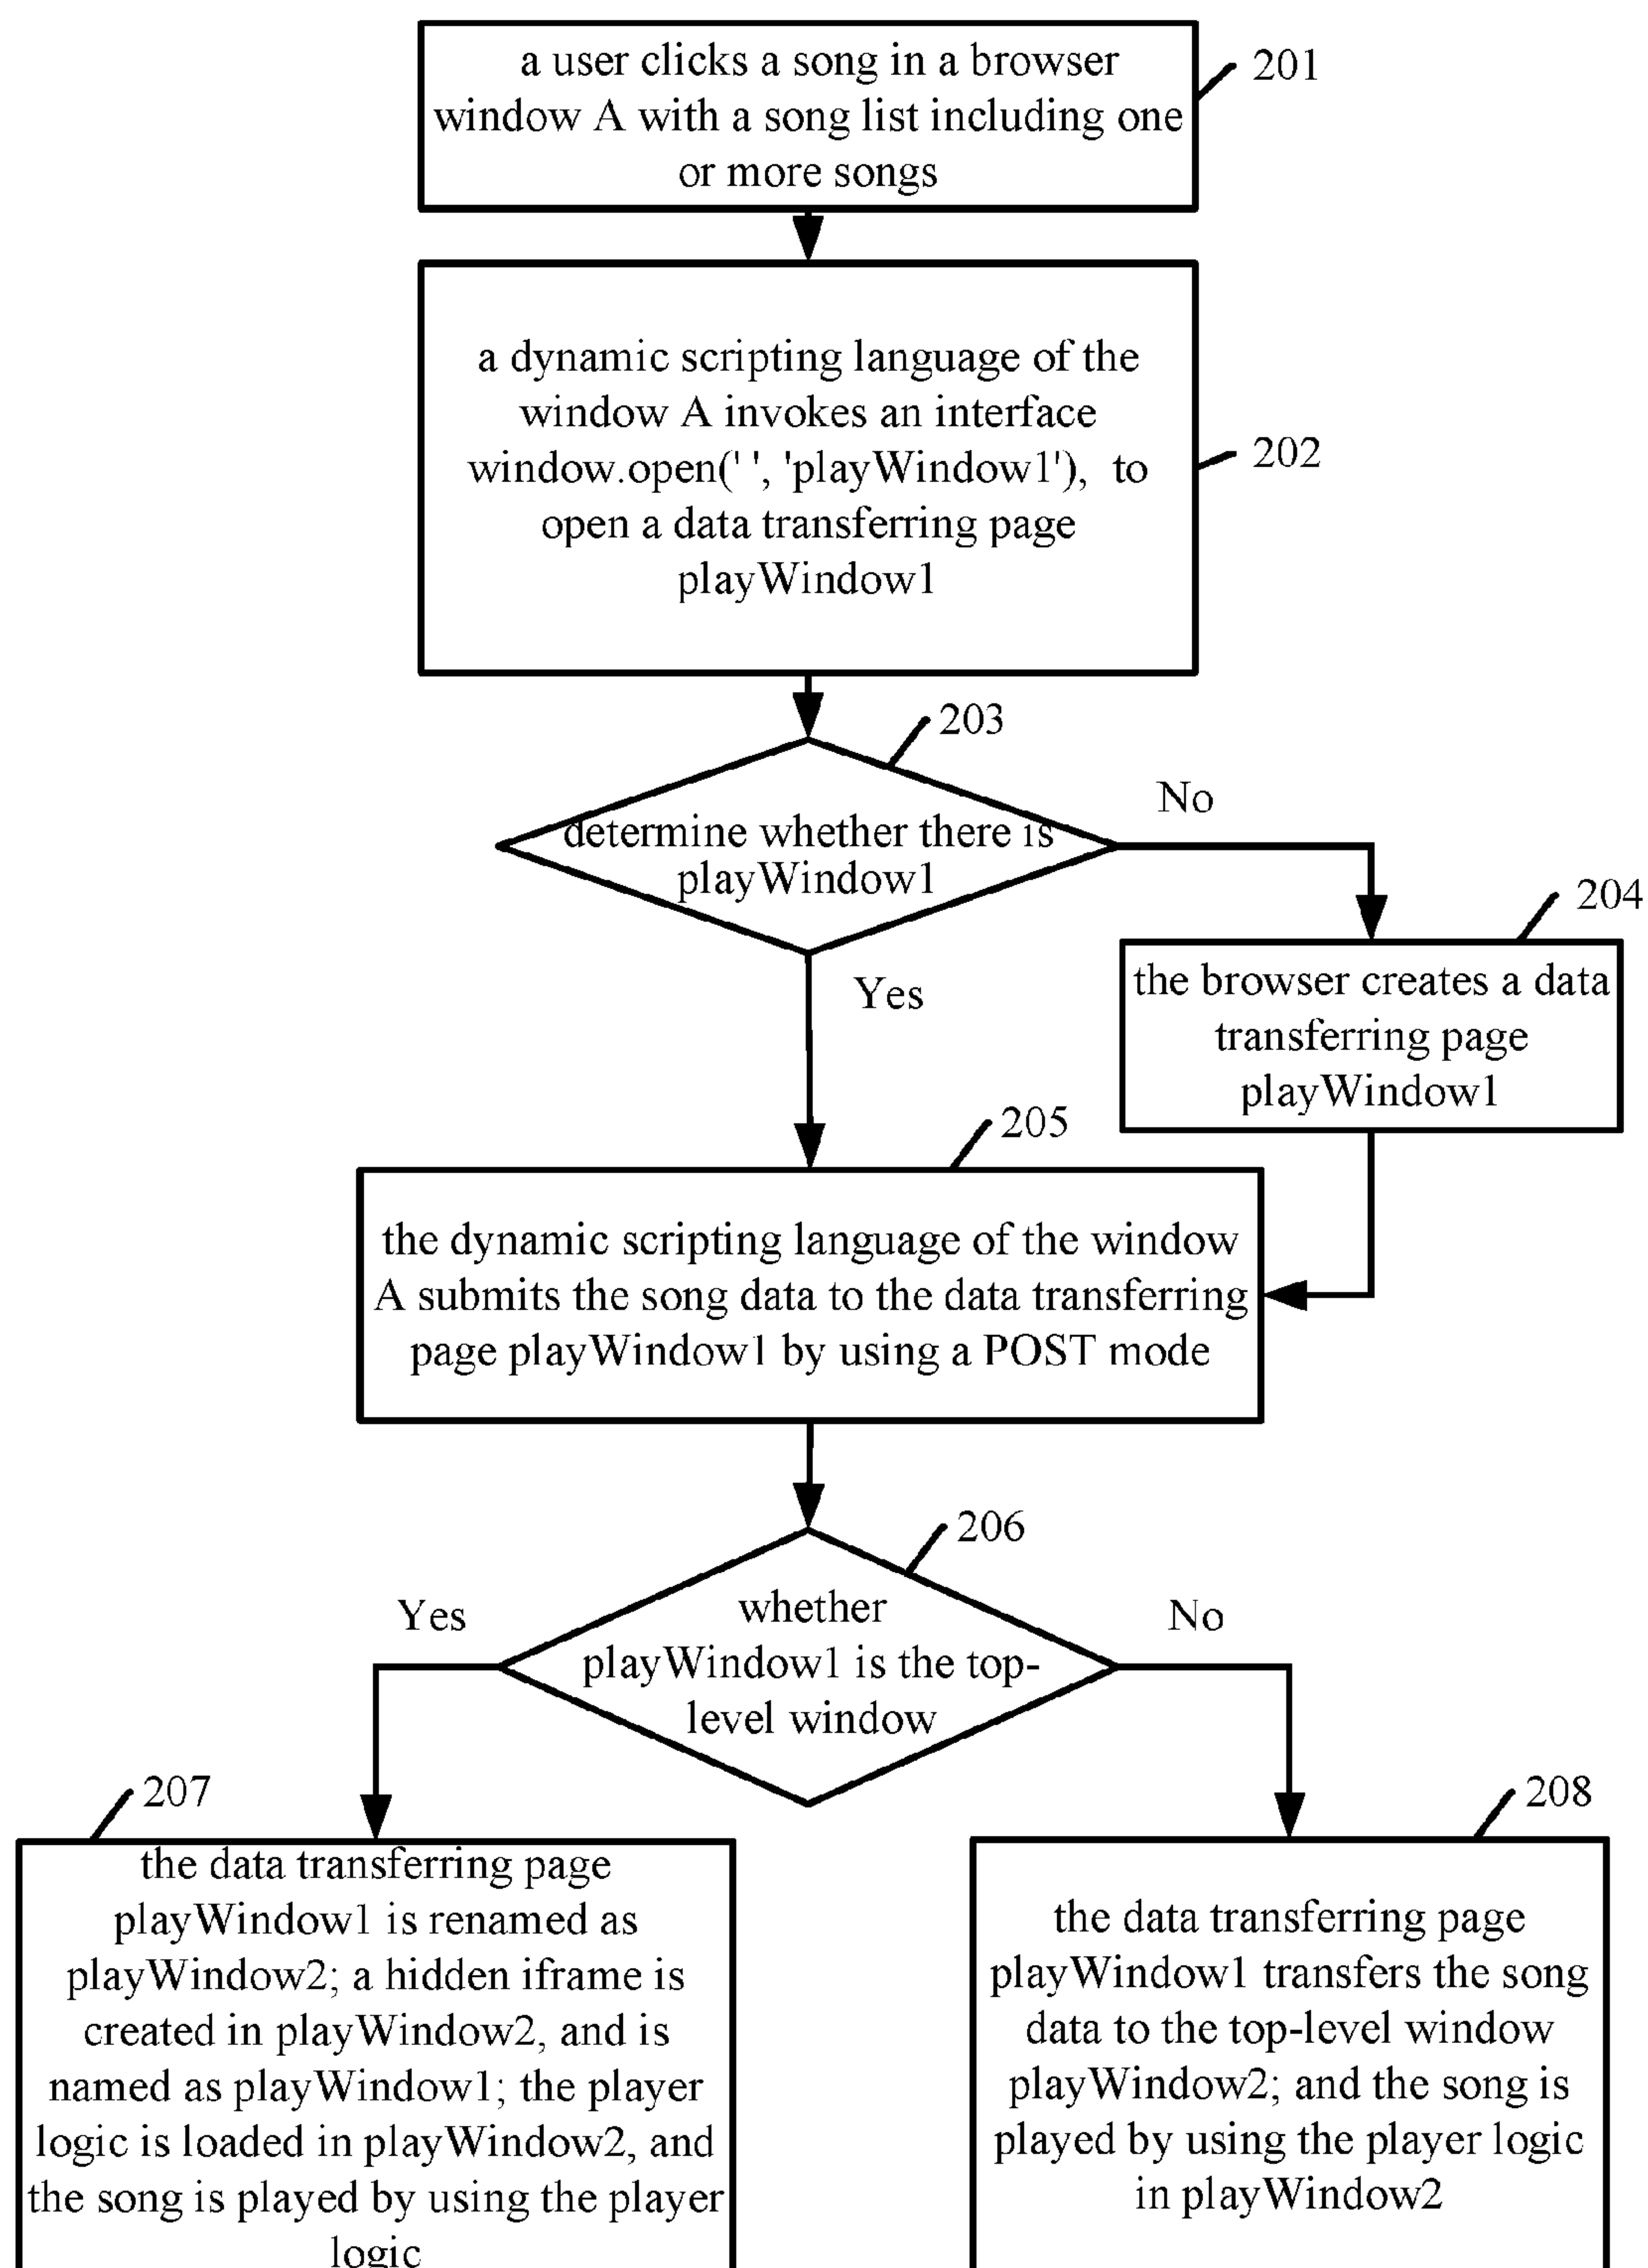 a user clicks a song in a browser
window A with a song list including one
or more songs
201
a dynamic scripting language of the
window A invokes an interface
window.open(' ', 'playWindow1'), to
open a data transferring page
playWindow1
202
203
determine whether there is
playWindow1
No
Yes
204
the browser creates a data
transferring page
playWindow1
205
the dynamic scripting language of the window
A submits the song data to the data transferring
page playWindow1 by using a POST mode
206
whether
playWindow1 is the top-
level window
Yes
No
207
the data transferring page
playWindow1 is renamed as
playWindow2; a hidden iframe is
created in playWindow2, and is
named as playWindow1; the player
logic is loaded in playWindow2, and
the song is played by using the player
logic
208
the data transferring page
playWindow1 transfers the song
data to the top-level window
playWindow2; and the song is
played by using the player logic
in playWindow2